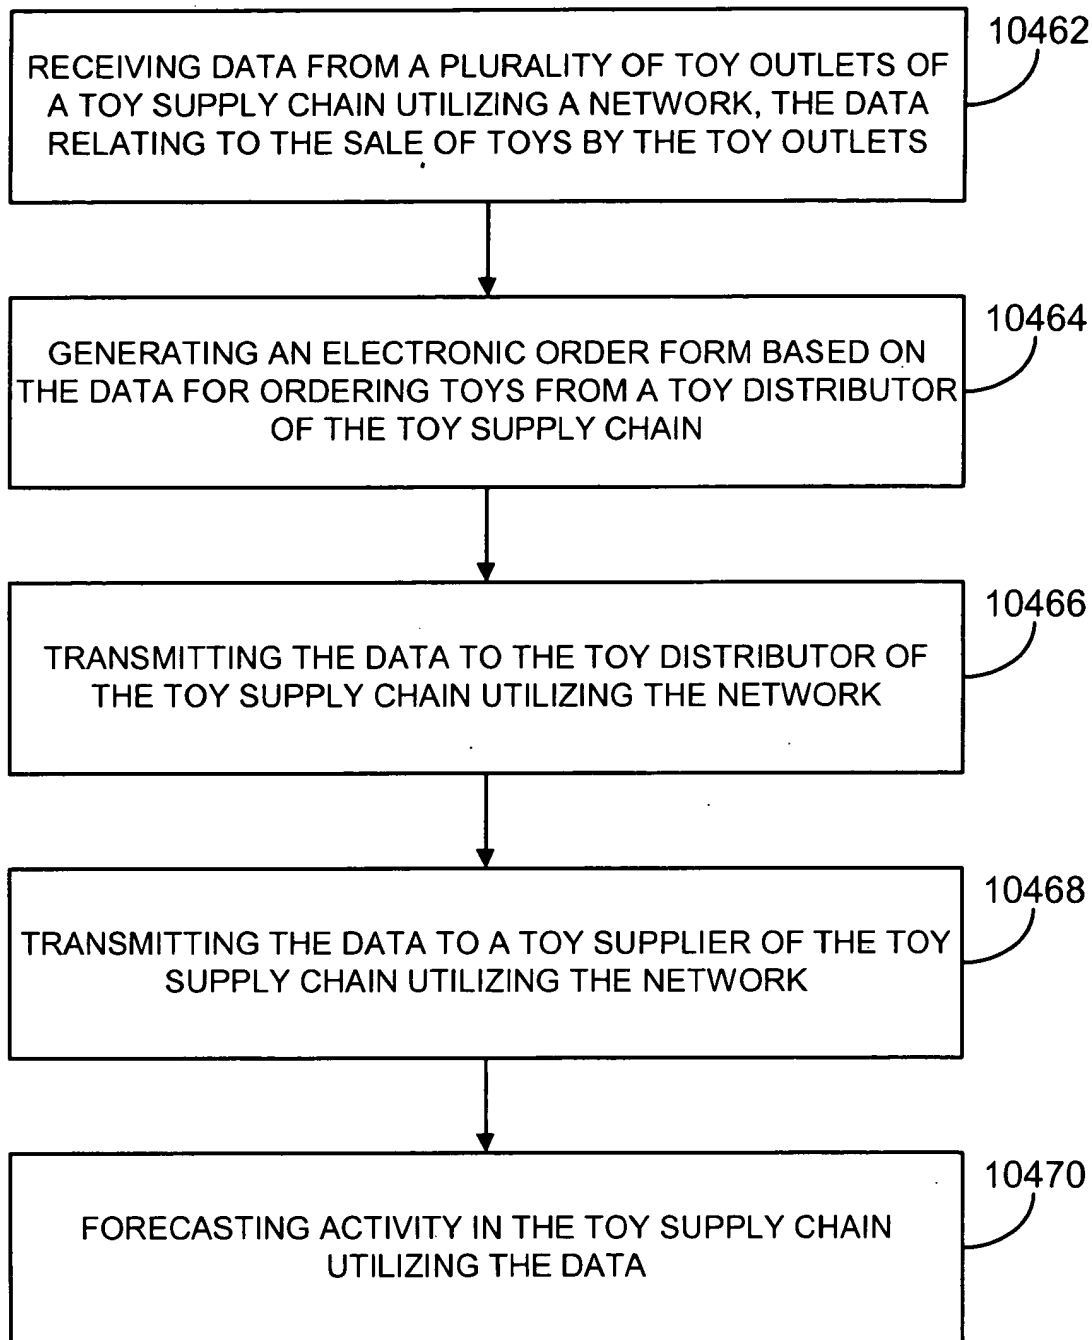 10462
RECEIVING DATA FROM A PLURALITY OF TOY OUTLETS OF
A TOY SUPPLY CHAIN UTILIZING A NETWORK, THE DATA
RELATING TO THE SALE OF TOYS BY THE TOY OUTLETS
10464
GENERATING AN ELECTRONIC ORDER FORM BASED ON
THE DATA FOR ORDERING TOYS FROM A TOY DISTRIBUTOR
OF THE TOY SUPPLY CHAIN
10466
TRANSMITTING THE DATA TO THE TOY DISTRIBUTOR OF
THE TOY SUPPLY CHAIN UTILIZING THE NETWORK
10468
TRANSMITTING THE DATA TO A TOY SUPPLIER OF THE TOY
SUPPLY CHAIN UTILIZING THE NETWORK
10470
FORECASTING ACTIVITY IN THE TOY SUPPLY CHAIN
UTILIZING THE DATA